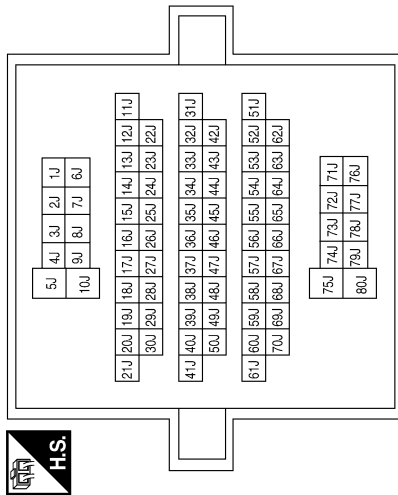 H.S.
5J 4J 3J 2J 1J
10J 9J 8J 7J 6J
21J 20J 19J 18J 17J 16J 15J 14J 13J 12J 11J
30J 29J 28J 27J 26J 25J 24J 23J 22J
41J 40J 39J 38J 37J 36J 35J 34J 33J 32J 31J
50J 49J 48J 47J 46J 45J 44J 43J 42J
61J 60J 59J 58J 57J 56J 55J 54J 53J 52J 51J
70J 69J 68J 67J 66J 65J 64J 63J 62J
75J 74J 73J 72J 71J
80J 79J 78J 77J 76J